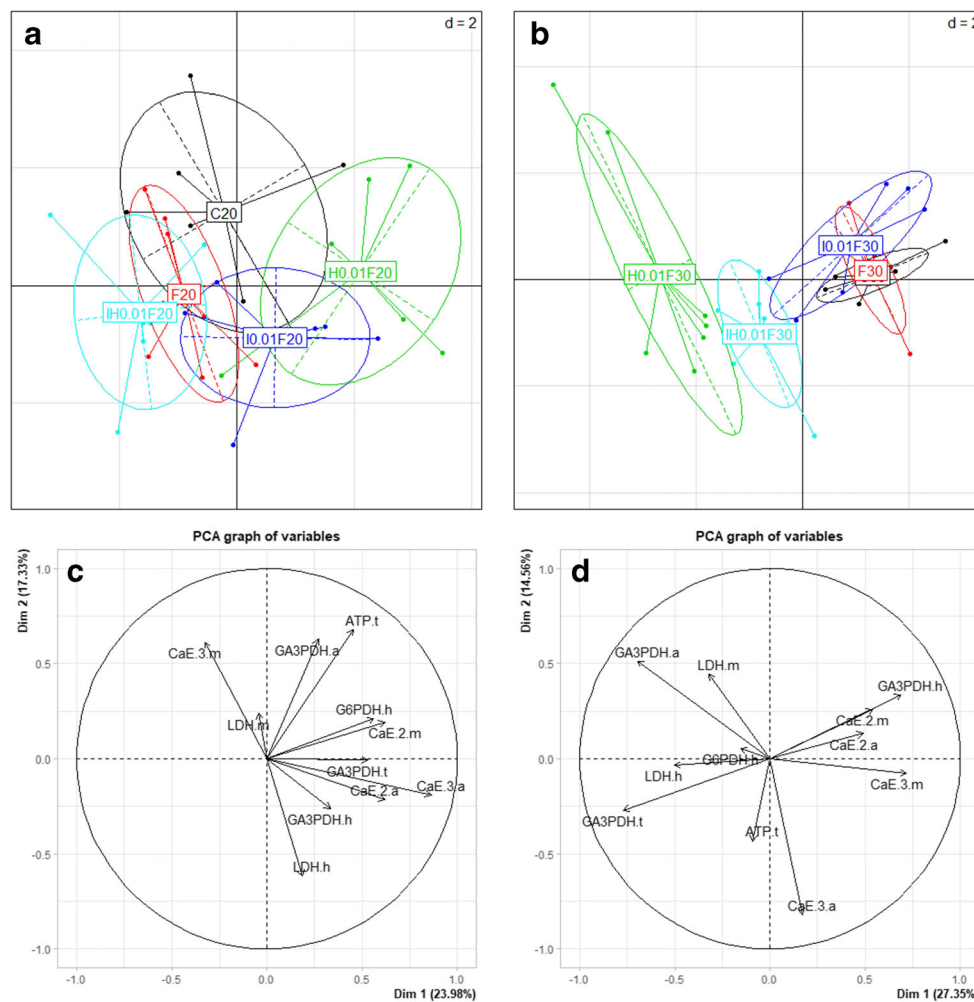 a
d = 2
C20
H0.01F20
F20
IH0.01F20
I0.01F20
b
d = 2
I0.01F30
H0.01F30
F30
IH0.01F30
PCA graph of variables
c
Dim 2 (17.33%)
1.0
0.5
0.0
-0.5
-1.0
ATP.t
CaE.3.m
GA3PDH.a
LDH.m
G6PDH.h
CaE.2.m
GA3PDH.t
CaE.3.a
CaE.2.a
GA3PDH.h
LDH.h
-1.0 -0.5 0.0 0.5 1.0
Dim 1 (23.98%)
PCA graph of variables
d
Dim 2 (14.56%)
1.0
0.5
0.0
-0.5
-1.0
GA3PDH.a
LDH.m
GA3PDH.h
CaE.2.m
CaE.2.a
G6PDH.h
LDH.h
CaE.3.m
GA3PDH.t
ATP.t
CaE.3.a
-1.0 -0.5 0.0 0.5 1.0
Dim 1 (27.35%)